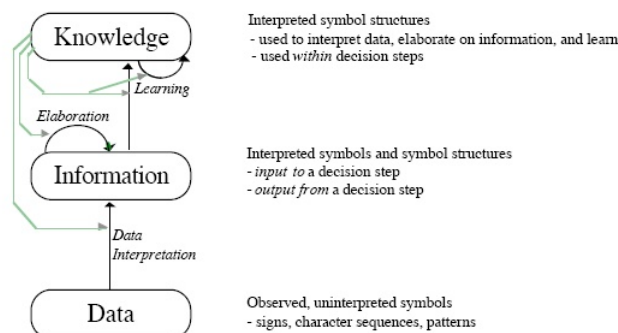 Knowledge
Interpreted symbol structures
- used to interpret data, elaborate on information, and learn
- used within decision steps
Learning
Elaboration
Information
Interpreted symbols and symbol structures
- input to a decision step
- output from a decision step
Data
Interpretation
Data
Observed, uninterpreted symbols
- signs, character sequences, patterns